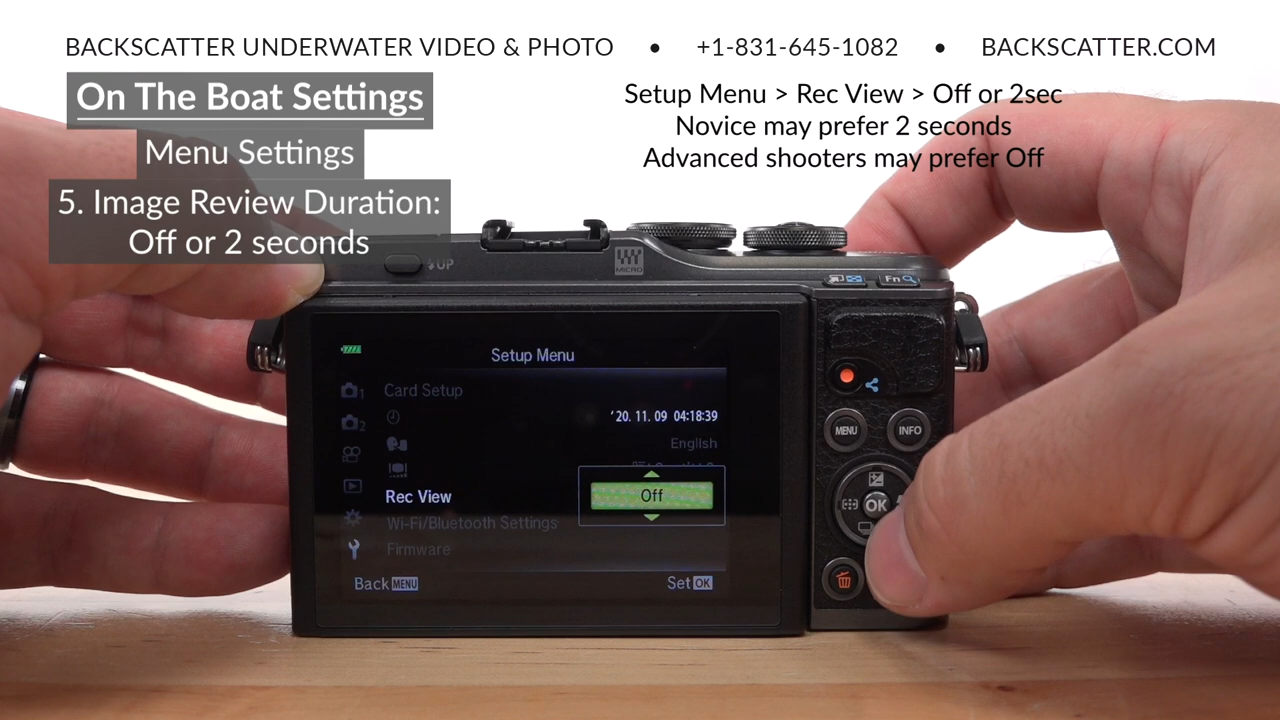 BACKSCATTER UNDERWATER VIDEO & PHOTO • +1-831-645-1082 • BACKSCATTER.COM
On The Boat Settings
Menu Settings
5. Image Review Duration:
Off or 2 seconds
Setup Menu > Rec View > Off or 2sec
Novice may prefer 2 seconds
Advanced shooters may prefer Off
UP
MICRO
Fn
Setup Menu
Card Setup
1
'20. 11. 09 04:18:39
2
English
Rec View
Off
Wi-Fi/Bluetooth Settings
Firmware
Back MENU
Set OK
MENU
INFO
OK